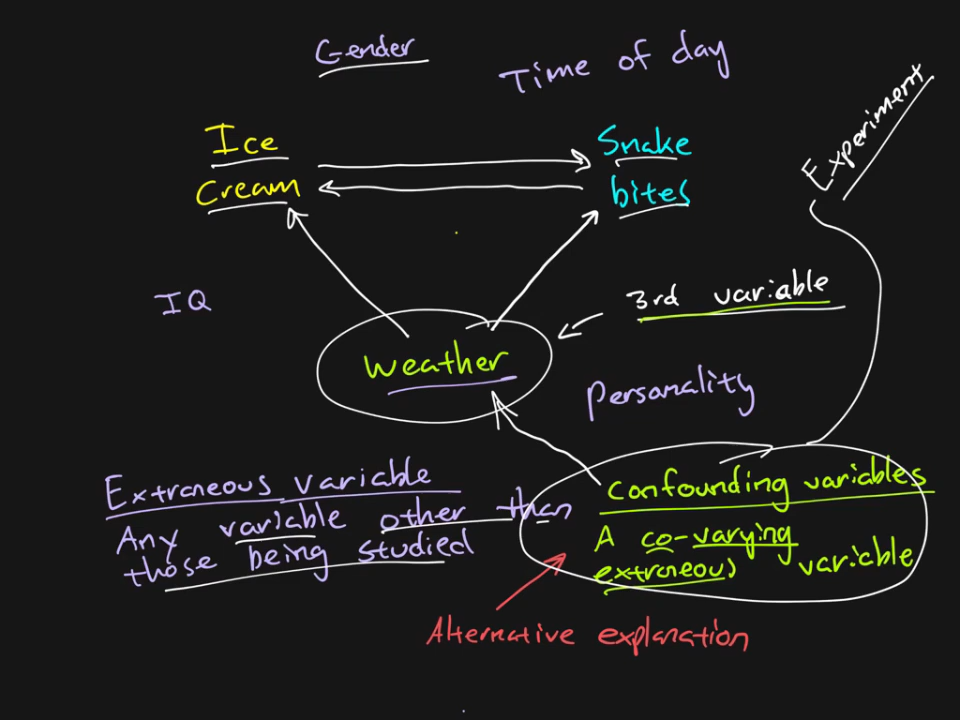 Gender
Time of day
Experiment
Ice
Cream
Snake
bites
IQ
3rd variable
Weather
Personality
Extraneous variable
Any variable other than
those being studied
Confounding variables
A co-varying
extraneous variable
Alternative explanation